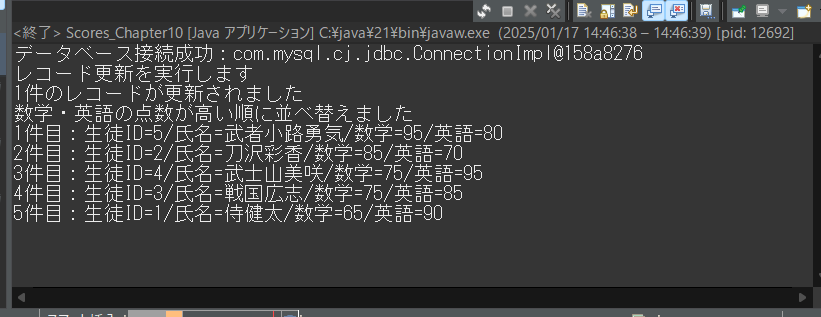 <終了> Scores_Chapter10 [Java アプリケーション] C:¥java¥21¥bin¥javaw.exe (2025/01/17 14:46:38 – 14:46:39) [pid: 12692]
データベース接続成功：com.mysql.cj.jdbc.ConnectionImpl@158a8276
レコード更新を実行します
1件のレコードが更新されました
数学・英語の点数が高い順に並べ替えました
1件目：生徒ID=5/氏名=武者小路勇気/数学=95/英語=80
2件目：生徒ID=2/氏名=刀沢彩香/数学=85/英語=70
3件目：生徒ID=4/氏名=武士山美咲/数学=75/英語=95
4件目：生徒ID=3/氏名=戦国広志/数学=75/英語=85
5件目：生徒ID=1/氏名=侍健太/数学=65/英語=90